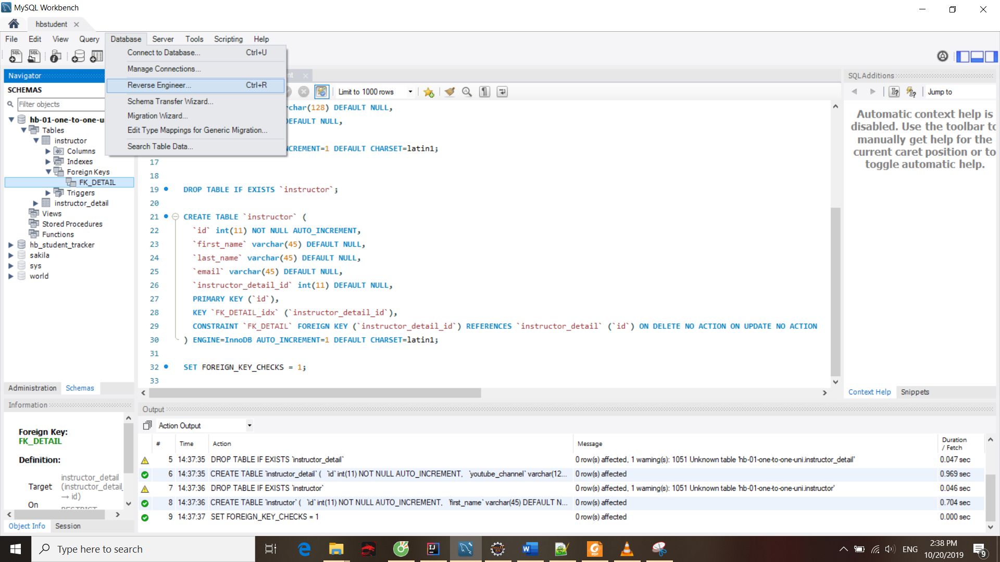 MySQL Workbench
hbstudent
File Edit View Query Database Server Tools Scripting Help
Connect to Database... Ctrl+U
Manage Connections...
Reverse Engineer... Ctrl+R
Schema Transfer Wizard...
Migration Wizard...
Edit Type Mappings for Generic Migration...
Search Table Data...
Navigator
SCHEMAS
Filter objects
hb-01-one-to-one-u
Tables
instructor
Columns
Indexes
Foreign Keys
FK_DETAIL
Triggers
instructor_detail
Views
Stored Procedures
Functions
hb_student_tracker
sakila
sys
world
Administration Schemas
Information
Foreign Key:
FK_DETAIL
Definition:
Target
instructor_detail
(instructor_detail_
→ id)
On
RESTRICT
Object Info Session
nt
Limit to 1000 rows
rchar(128) DEFAULT NULL,
DEFAULT NULL,
NCREMENT=1 DEFAULT CHARSET=latin1;
17
18
19 DROP TABLE IF EXISTS `instructor`;
20
21 CREATE TABLE `instructor` (
22 `id` int(11) NOT NULL AUTO_INCREMENT,
23 `first_name` varchar(45) DEFAULT NULL,
24 `last_name` varchar(45) DEFAULT NULL,
25 `email` varchar(45) DEFAULT NULL,
26 `instructor_detail_id` int(11) DEFAULT NULL,
27 PRIMARY KEY (`id`),
28 KEY `FK_DETAIL_idx` (`instructor_detail_id`),
29 CONSTRAINT `FK_DETAIL` FOREIGN KEY (`instructor_detail_id`) REFERENCES `instructor_detail` (`id`) ON DELETE NO ACTION ON UPDATE NO ACTION
30 ) ENGINE=InnoDB AUTO_INCREMENT=1 DEFAULT CHARSET=latin1;
31
32 SET FOREIGN_KEY_CHECKS = 1;
33
SQLAdditions
Jump to
Automatic context help is
disabled. Use the toolbar to
manually get help for the
current caret position or to
toggle automatic help.
Context Help Snippets
Output
Action Output
# Time Action Message Duration / Fetch
5 14:37:35 DROP TABLE IF EXISTS `instructor_detail` 0 row(s) affected, 1 warning(s): 1051 Unknown table 'hb-01-one-to-one-uni.instructor_detail' 0.047 sec
6 14:37:35 CREATE TABLE `instructor_detail` ( `id` int(11) NOT NULL AUTO_INCREMENT, `youtube_channel` varchar(12... 0 row(s) affected 0.969 sec
7 14:37:36 DROP TABLE IF EXISTS `instructor` 0 row(s) affected, 1 warning(s): 1051 Unknown table 'hb-01-one-to-one-uni.instructor' 0.046 sec
8 14:37:36 CREATE TABLE `instructor` ( `id` int(11) NOT NULL AUTO_INCREMENT, `first_name` varchar(45) DEFAULT N... 0 row(s) affected 0.704 sec
9 14:37:37 SET FOREIGN_KEY_CHECKS = 1 0 row(s) affected 0.000 sec
Type here to search
ENG
2:38 PM
10/20/2019
9